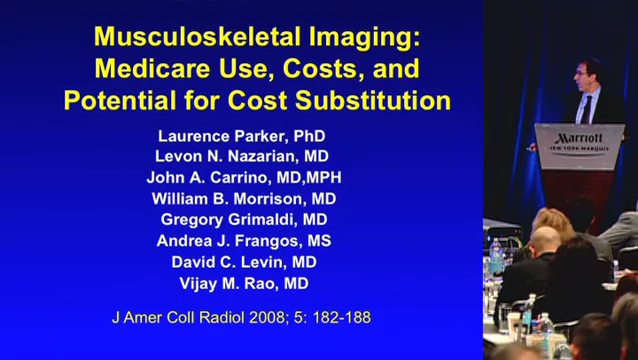 Musculoskeletal Imaging:
Medicare Use, Costs, and
Potential for Cost Substitution
Laurence Parker, PhD
Levon N. Nazarian, MD
John A. Carrino, MD,MPH
William B. Morrison, MD
Gregory Grimaldi, MD
Andrea J. Frangos, MS
David C. Levin, MD
Vijay M. Rao, MD
J Amer Coll Radiol 2008; 5: 182-188
Marriott
NEW YORK MARQUIS